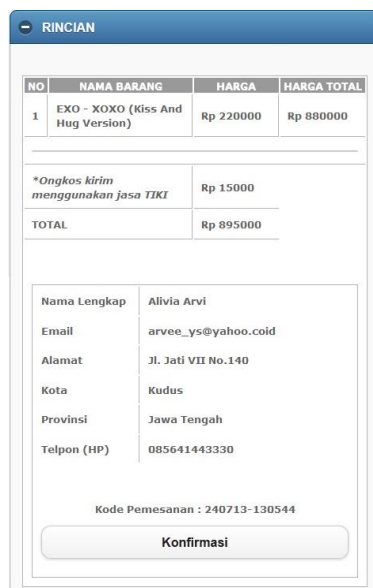 RINCIAN
NO NAMA BARANG HARGA HARGA TOTAL
1 EXO - XOXO (Kiss And Rp 220000 Rp 880000
Hug Version)
*Ongkos kirim
menggunakan jasa TIKI Rp 15000
TOTAL Rp 895000
Nama Lengkap Alivia Arvi
Email arvee_ys@yahoo.coid
Alamat Jl. Jati VII No.140
Kota Kudus
Provinsi Jawa Tengah
Telpon (HP) 085641443330
Kode Pemesanan : 240713-130544
Konfirmasi